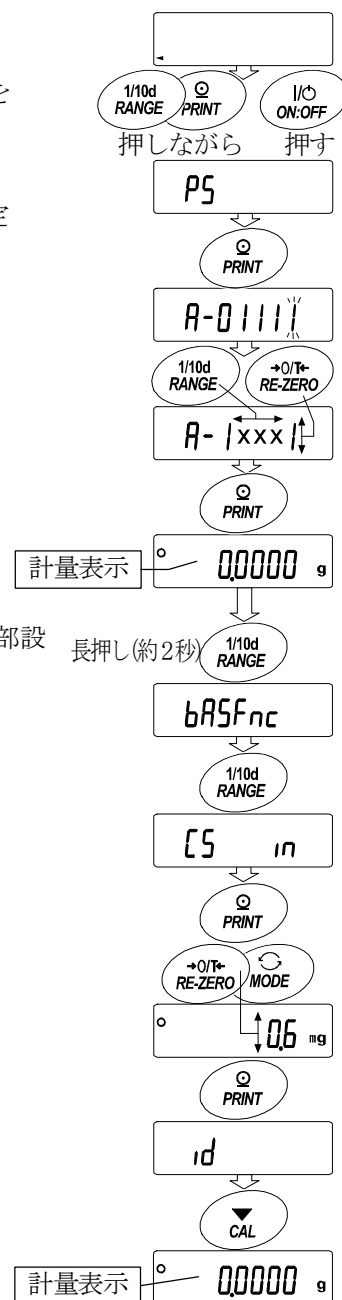 を
1/10d
RANGE
PRINT
I/
ON:OFF
押しながら 押す
PS
定
PRINT
A-01111
1/10d
RANGE
→0/T←
RE-ZERO
A-1xxx1
PRINT
計量表示
0.0000 g
部設
長押し(約2秒)
1/10d
RANGE
bASFnc
1/10d
RANGE
CS in
PRINT
→0/T←
RE-ZERO
MODE
0.6 mg
PRINT
id
CAL
計量表示
0.0000 g